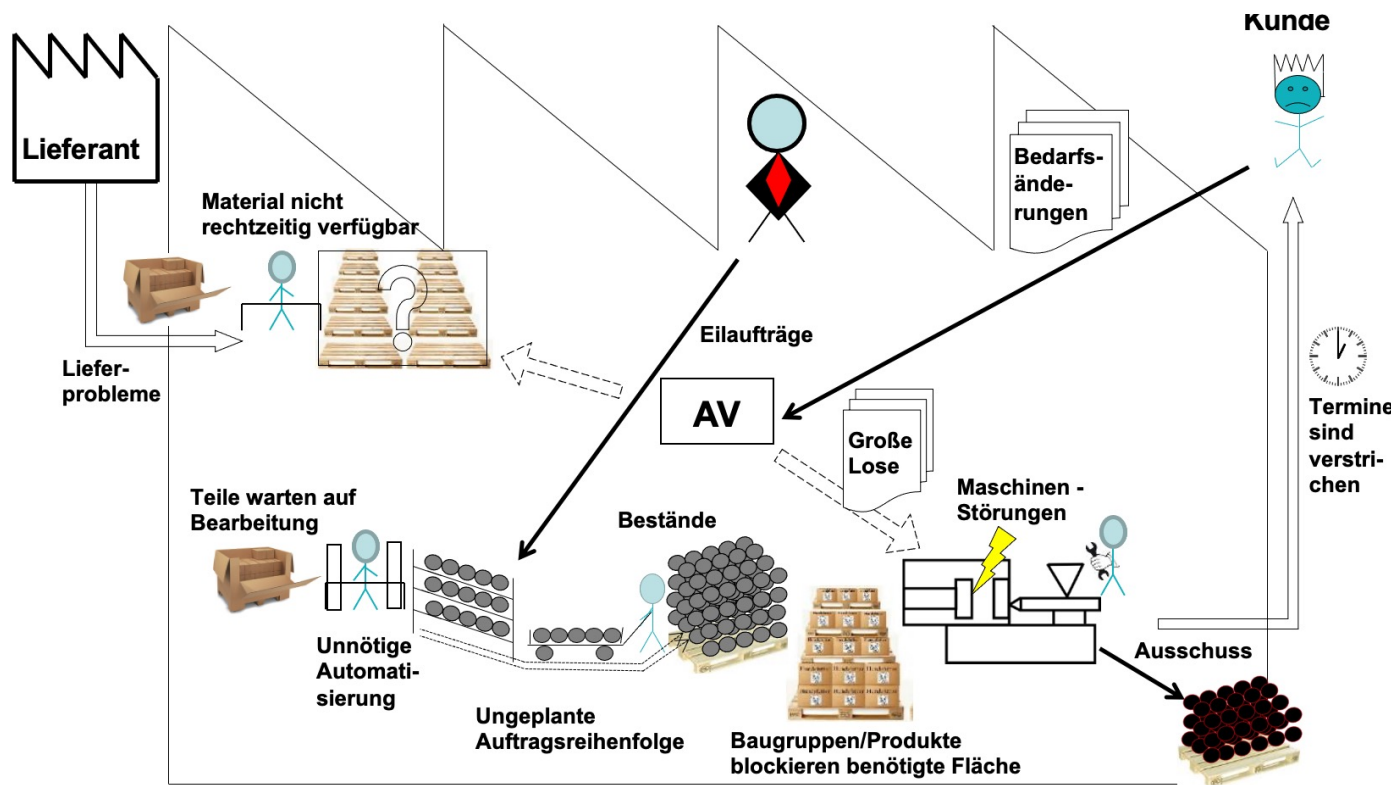 Kunde
Lieferant
Bedarfs-
ände-
rungen
Material nicht
rechtzeitig verfügbar
?
Eilaufträge
Liefer-
probleme
AV
Große
Lose
Termine
sind
verstri-
chen
Maschinen -
Störungen
Teile warten auf
Bearbeitung
Bestände
Unnötige
Automati-
sierung
Ausschuss
Ungeplante
Auftragsreihenfolge
Baugruppen/Produkte
blockieren benötigte Fläche